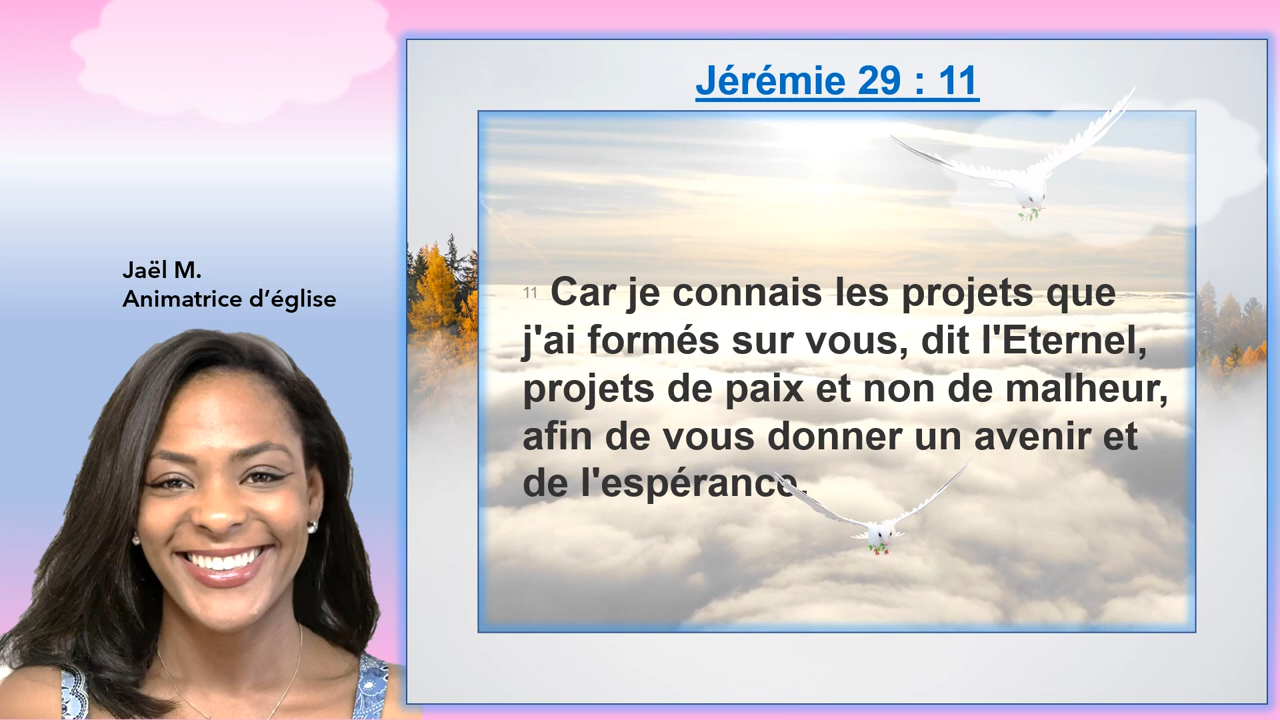 Jérémie 29 : 11
Jaël M.
Animatrice d’église
11 Car je connais les projets que
j'ai formés sur vous, dit l'Eternel,
projets de paix et non de malheur,
afin de vous donner un avenir et
de l'espérance.